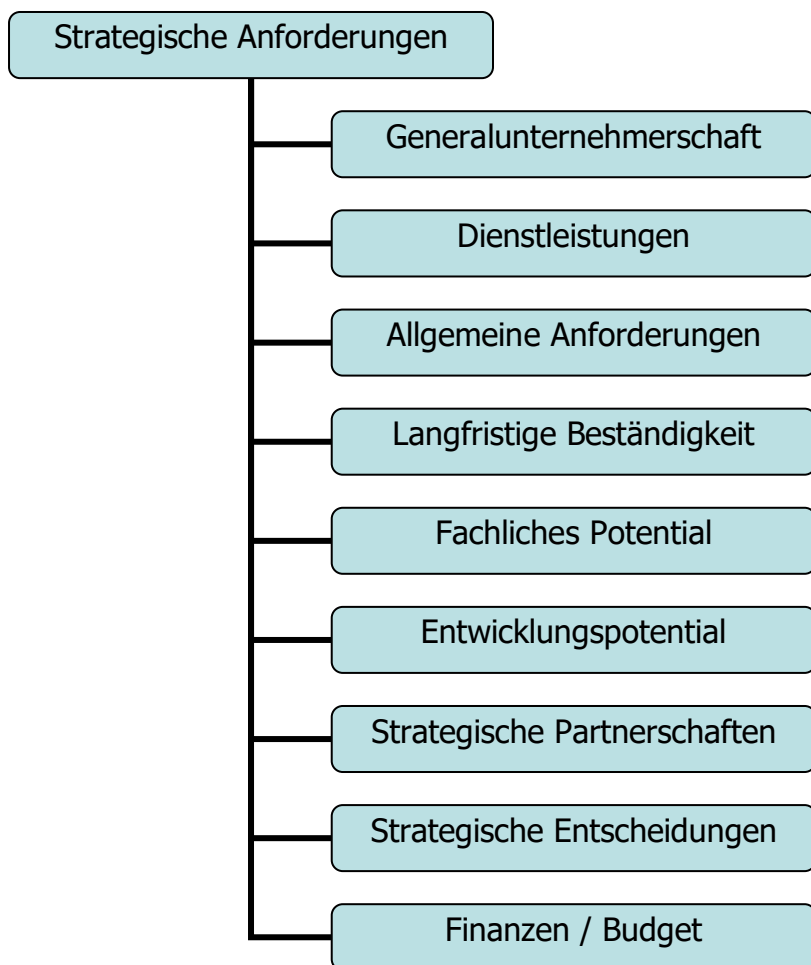 Strategische Anforderungen
Generalunternehmerschaft
Dienstleistungen
Allgemeine Anforderungen
Langfristige Beständigkeit
Fachliches Potential
Entwicklungspotential
Strategische Partnerschaften
Strategische Entscheidungen
Finanzen / Budget